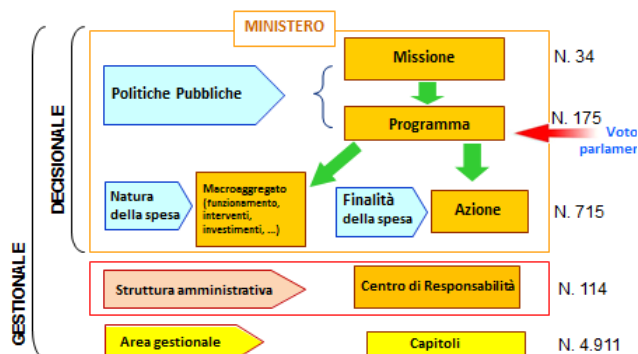 MINISTERO
Missione
N. 34
Politiche Pubbliche
N. 175
Programma
Voto
parlamen
DECISIONALE
GESTIONALE
Natura
della spesa
Macroaggregato
(funzionamento,
interventi,
investimenti, ...)
Finalità
della spesa
Azione
N. 715
Struttura amministrativa
Centro di Responsabilità
N. 114
Area gestionale
Capitoli
N. 4.911